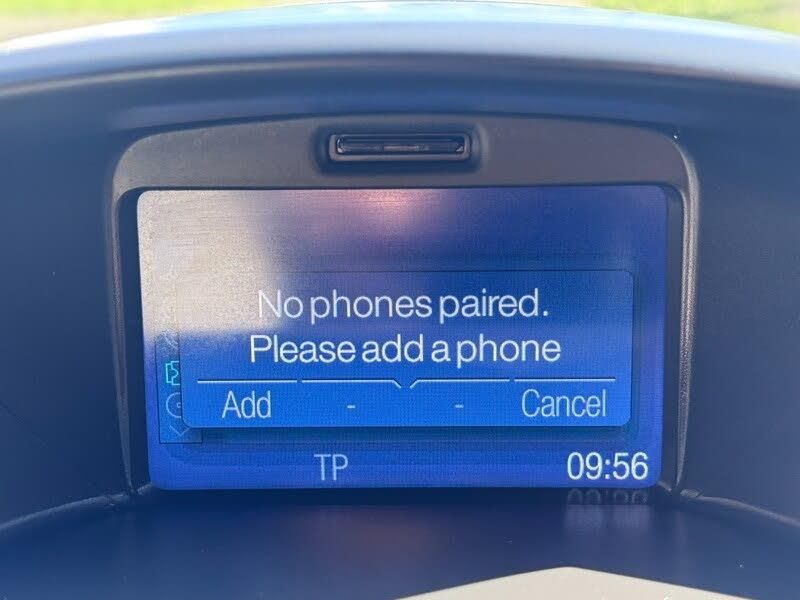 No phones paired.
Please add a phone
Add - - Cancel
TP 09:56